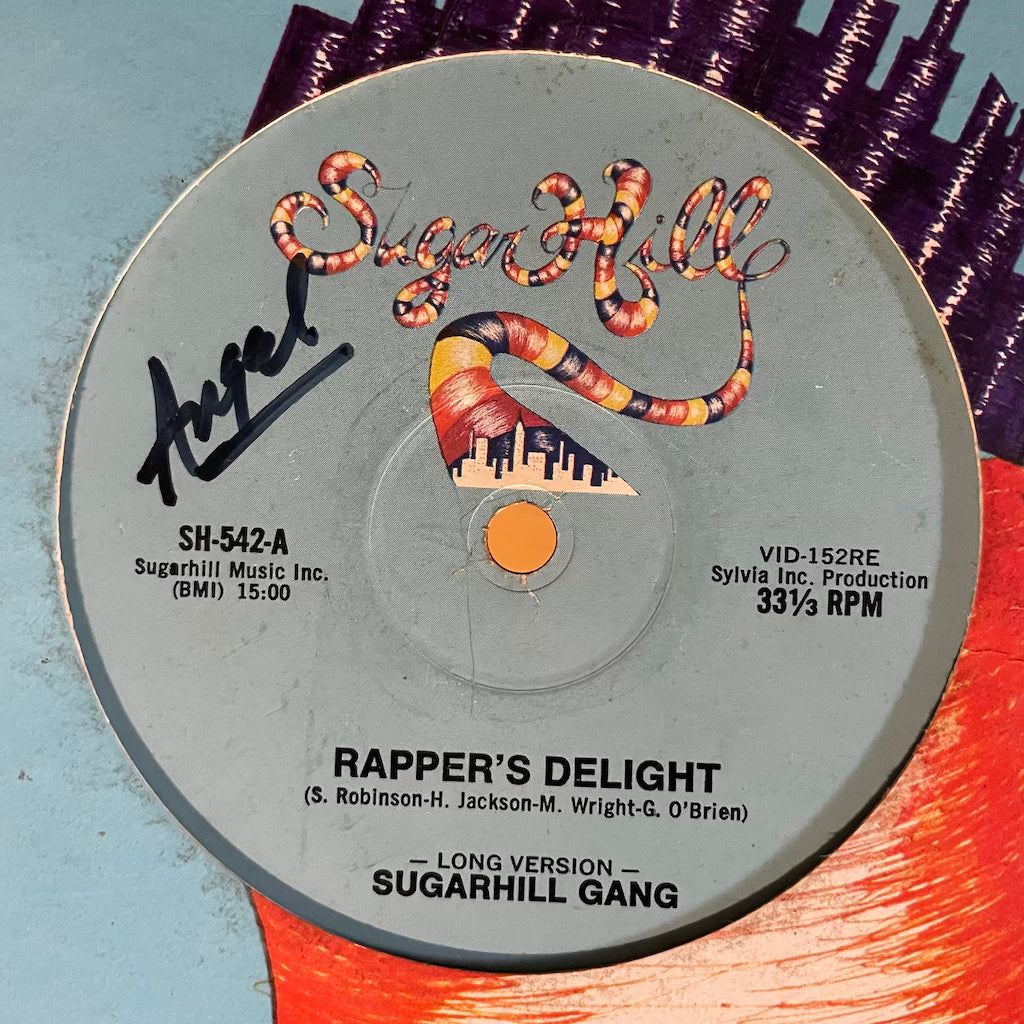 Sugar Hill
Angel
SH-542-A
Sugarhill Music Inc.
(BMI) 15:00
VID-152RE
Sylvia Inc. Production
33⅓ RPM
RAPPER'S DELIGHT
(S. Robinson-H. Jackson-M. Wright-G. O'Brien)
— LONG VERSION —
SUGARHILL GANG